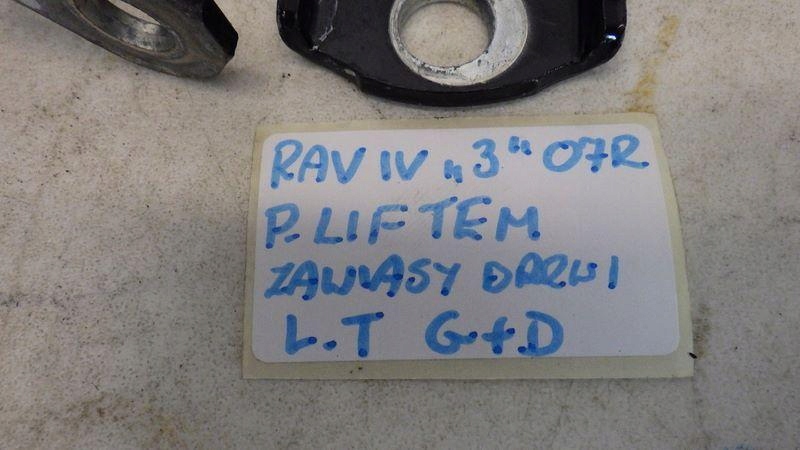 RAV IV „3" 07R
P. LIFTEM
ZAWIASY DRZWI
L.T G+D